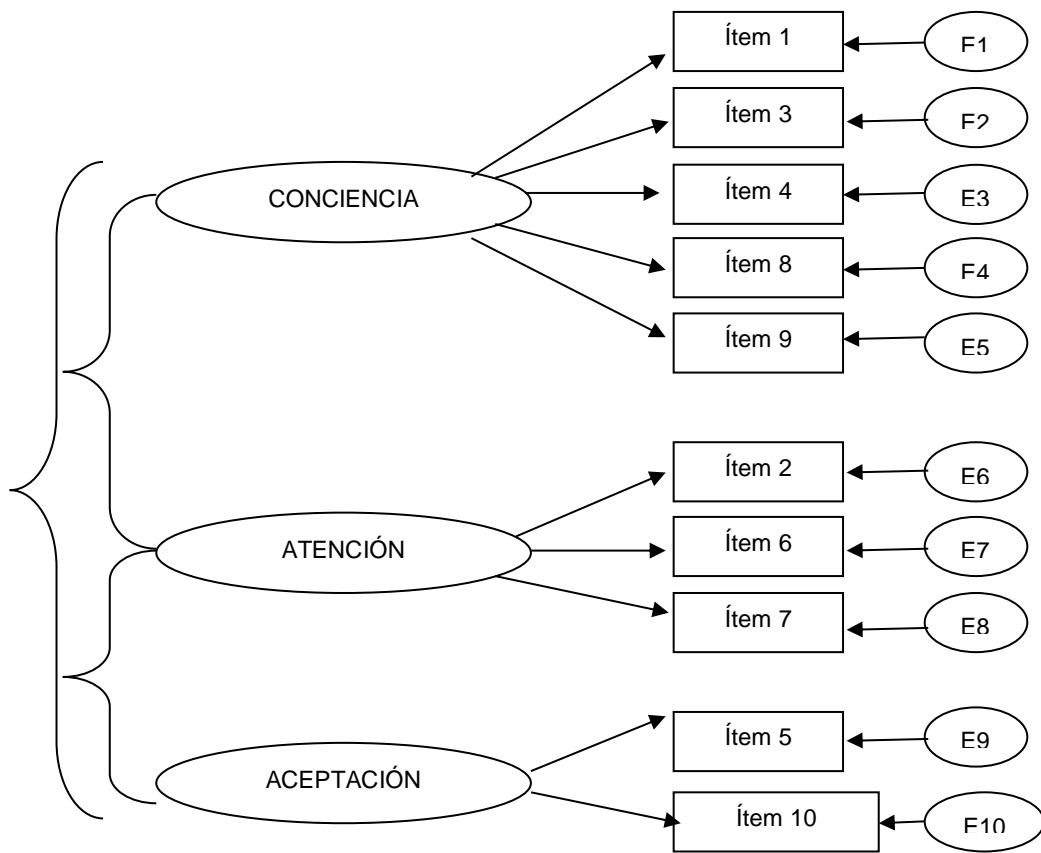 Ítem 1
E1
Ítem 3
E2
CONCIENCIA
Ítem 4
E3
Ítem 8
E4
Ítem 9
E5
Ítem 2
E6
ATENCIÓN
Ítem 6
E7
Ítem 7
E8
Ítem 5
E9
ACEPTACIÓN
Ítem 10
E10